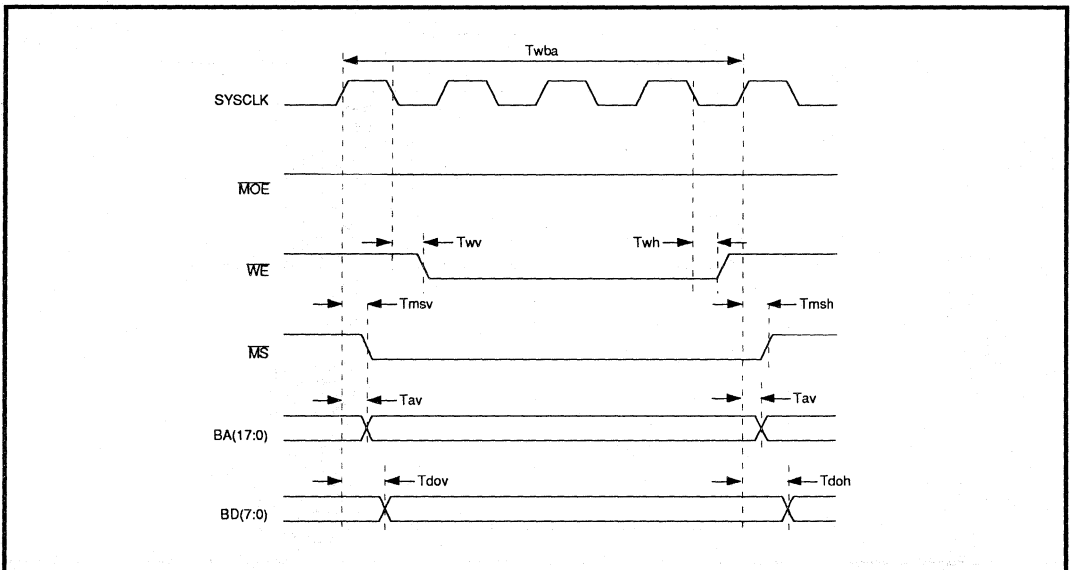 Twba
SYSCLK
MOE
Twv Twh
WE
Tmsv Tmsh
MS
Tav Tav
BA(17:0)
Tdov Tdoh
BD(7:0)